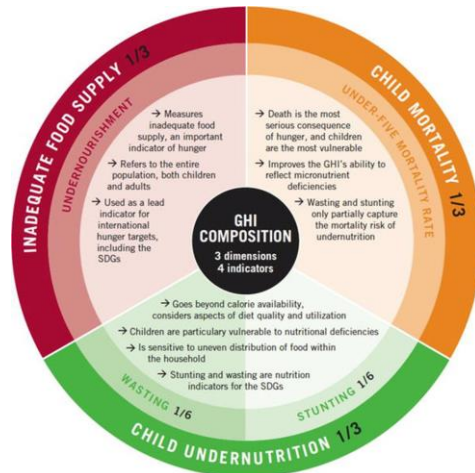 INADEQUATE FOOD SUPPLY 1/3
UNDERNOURISHMENT
→ Measures
inadequate food
supply, an important
indicator of hunger
→ Refers to the entire
population, both children
and adults
→ Used as a lead
indicator for
international
hunger targets,
including the
SDGs
CHILD MORTALITY 1/3
UNDER-FIVE MORTALITY RATE
→ Death is the most
serious consequence
of hunger, and children
are the most vulnerable
→ Improves the GHI's ability to
reflect micronutrient
deficiencies
→ Wasting and stunting
only partially capture
the mortality risk of
undernutrition
GHI
COMPOSITION
3 dimensions
4 indicators
→ Goes beyond calorie availability,
considers aspects of diet quality and utilization
→ Children are particulary vulnerable to nutritional deficiencies
→ Is sensitive to uneven distribution of food within
the household
→ Stunting and wasting are nutrition
indicators for the SDGs
WASTING 1/6
STUNTING 1/6
CHILD UNDERNUTRITION 1/3